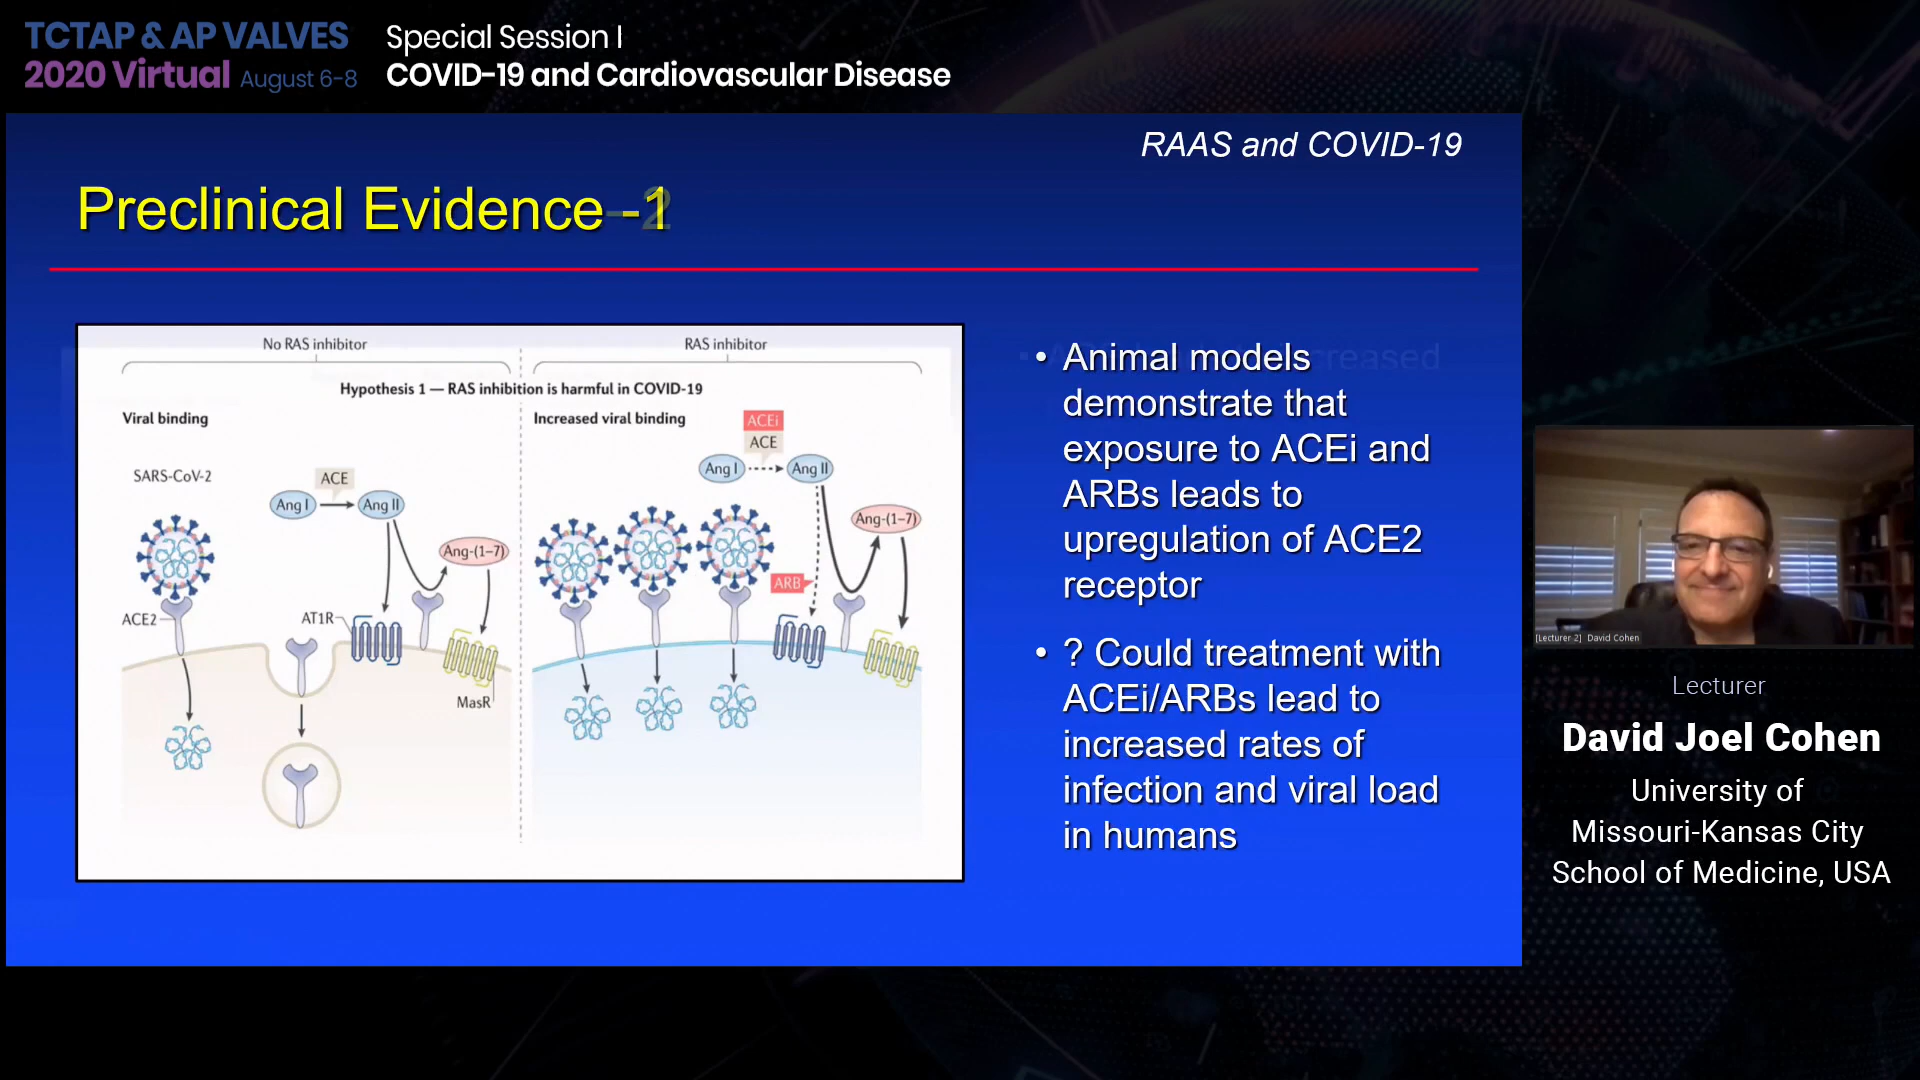 TCTAP & AP VALVES
2020 Virtual August 6-8
Special Session I
COVID-19 and Cardiovascular Disease
RAAS and COVID-19
Preclinical Evidence -1
No RAS inhibitor
RAS inhibitor
Hypothesis 1 — RAS inhibition is harmful in COVID-19
Viral binding
Increased viral binding
SARS-CoV-2
ACE
Ang I
Ang II
Ang-(1–7)
ACE2
AT1R
MasR
ACEi
ACE
Ang I
Ang II
Ang-(1–7)
ARB
• Animal models
demonstrate that
exposure to ACEi and
ARBs leads to
upregulation of ACE2
receptor
• ? Could treatment with
ACEi/ARBs lead to
increased rates of
infection and viral load
in humans
[Lecturer 2] David Cohen
Lecturer
David Joel Cohen
University of
Missouri-Kansas City
School of Medicine, USA